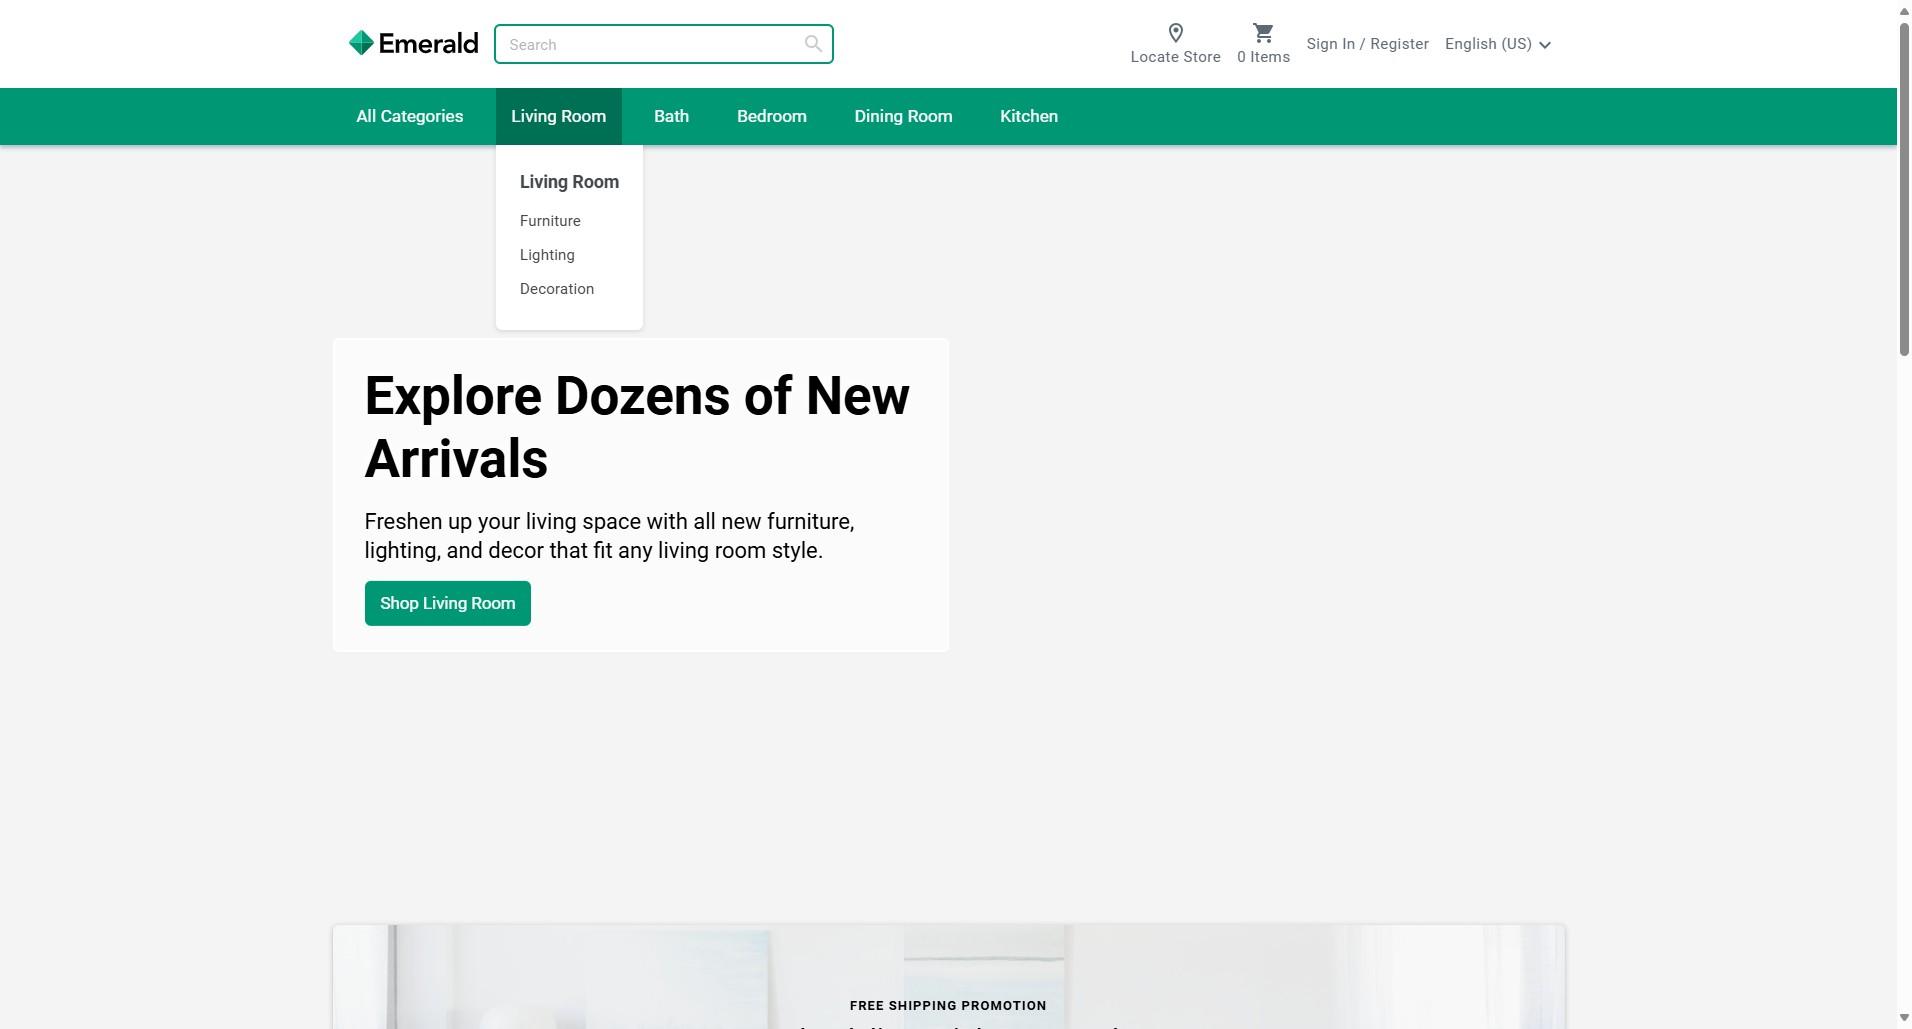 Emerald
Search
Locate Store
0 Items
Sign In / Register
English (US)
All Categories
Living Room
Bath
Bedroom
Dining Room
Kitchen
Living Room
Furniture
Lighting
Decoration
Explore Dozens of New
Arrivals
Freshen up your living space with all new furniture,
lighting, and decor that fit any living room style.
Shop Living Room
FREE SHIPPING PROMOTION